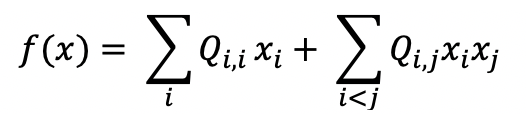 f(x) = ∑_i Q_{i,i} x_i + ∑_{i<j} Q_{i,j} x_i x_j